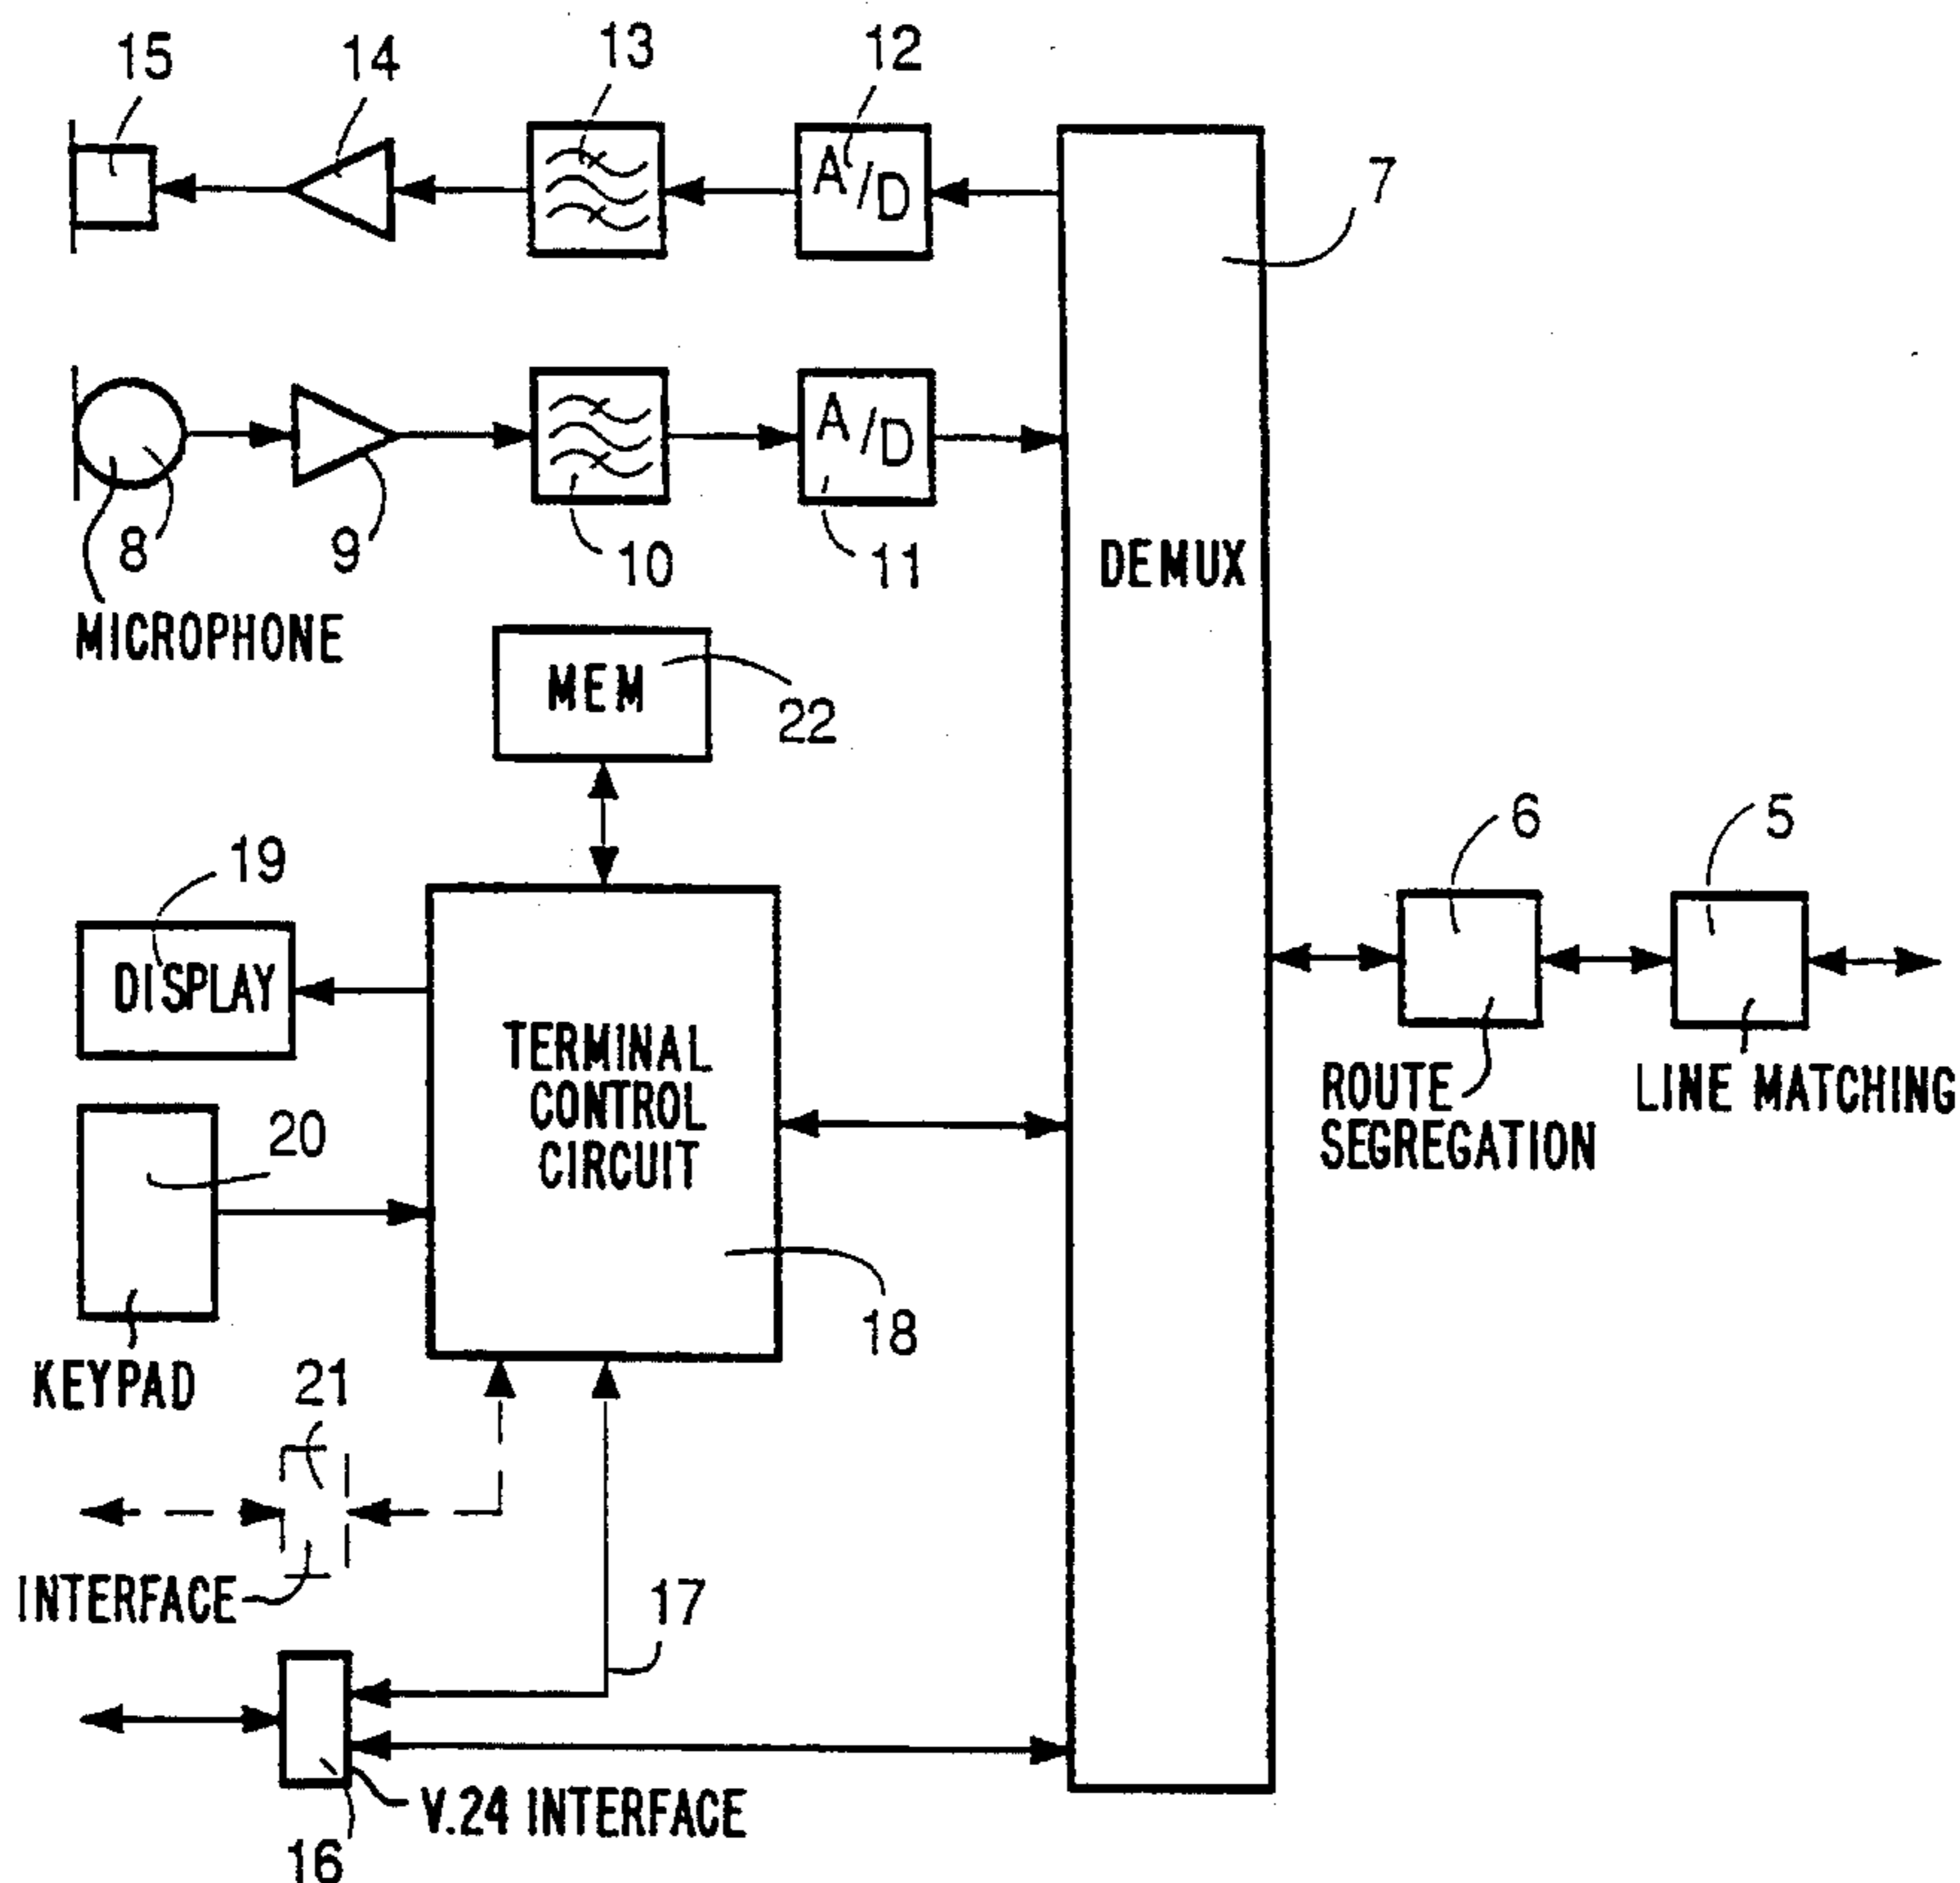 15
14
13
12
7
A/D
A/D
8
9
10
11
DEMUX
MICROPHONE
MEM
22
6
5
19
DISPLAY
TERMINAL
CONTROL
CIRCUIT
ROUTE
SEGREGATION
LINE MATCHING
20
18
KEYPAD
21
INTERFACE
17
V.24 INTERFACE
16